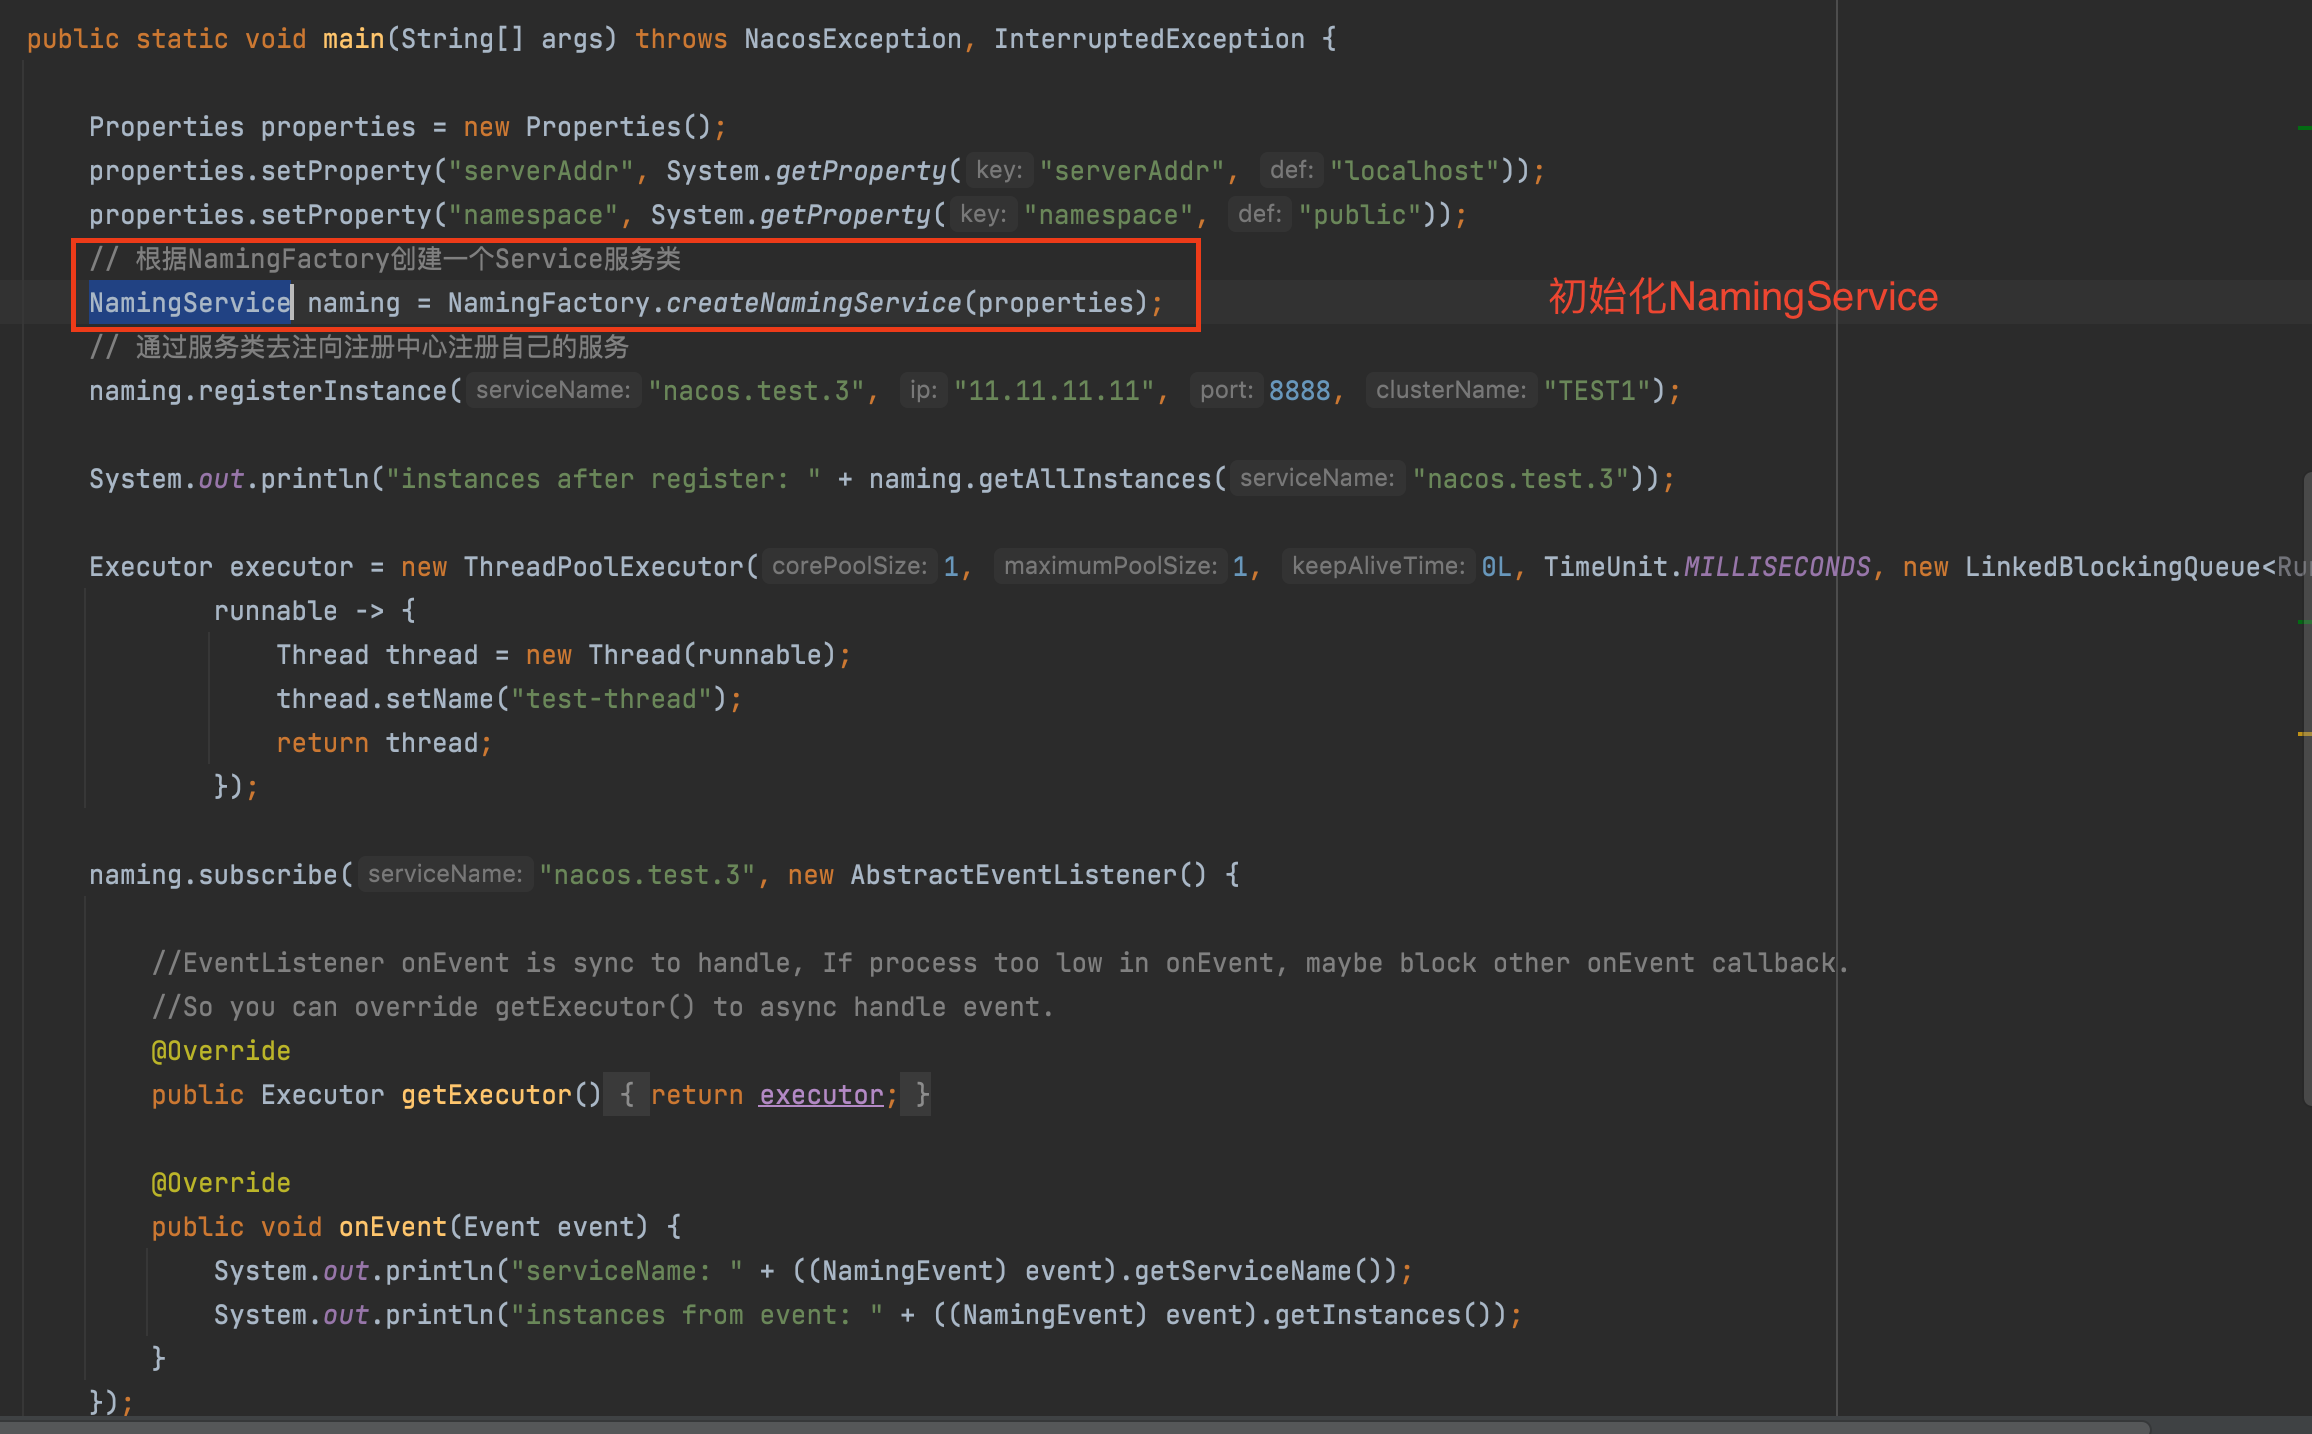 public static void main(String[] args) throws NacosException, InterruptedException {
Properties properties = new Properties();
properties.setProperty("serverAddr", System.getProperty( key: "serverAddr", def: "localhost"));
properties.setProperty("namespace", System.getProperty( key: "namespace", def: "public"));
// 根据NamingFactory创建一个Service服务类
NamingService naming = NamingFactory.createNamingService(properties);
初始化NamingService
// 通过服务类去注向注册中心注册自己的服务
naming.registerInstance( serviceName: "nacos.test.3", ip: "11.11.11.11", port: 8888, clusterName: "TEST1");
System.out.println("instances after register: " + naming.getAllInstances( serviceName: "nacos.test.3"));
Executor executor = new ThreadPoolExecutor( corePoolSize: 1, maximumPoolSize: 1, keepAliveTime: 0L, TimeUnit.MILLISECONDS, new LinkedBlockingQueue<
runnable -> {
Thread thread = new Thread(runnable);
thread.setName("test-thread");
return thread;
});
naming.subscribe( serviceName: "nacos.test.3", new AbstractEventListener() {
//EventListener onEvent is sync to handle, If process too low in onEvent, maybe block other onEvent callback.
//So you can override getExecutor() to async handle event.
@Override
public Executor getExecutor() { return executor; }
@Override
public void onEvent(Event event) {
System.out.println("serviceName: " + ((NamingEvent) event).getServiceName());
System.out.println("instances from event: " + ((NamingEvent) event).getInstances());
}
});